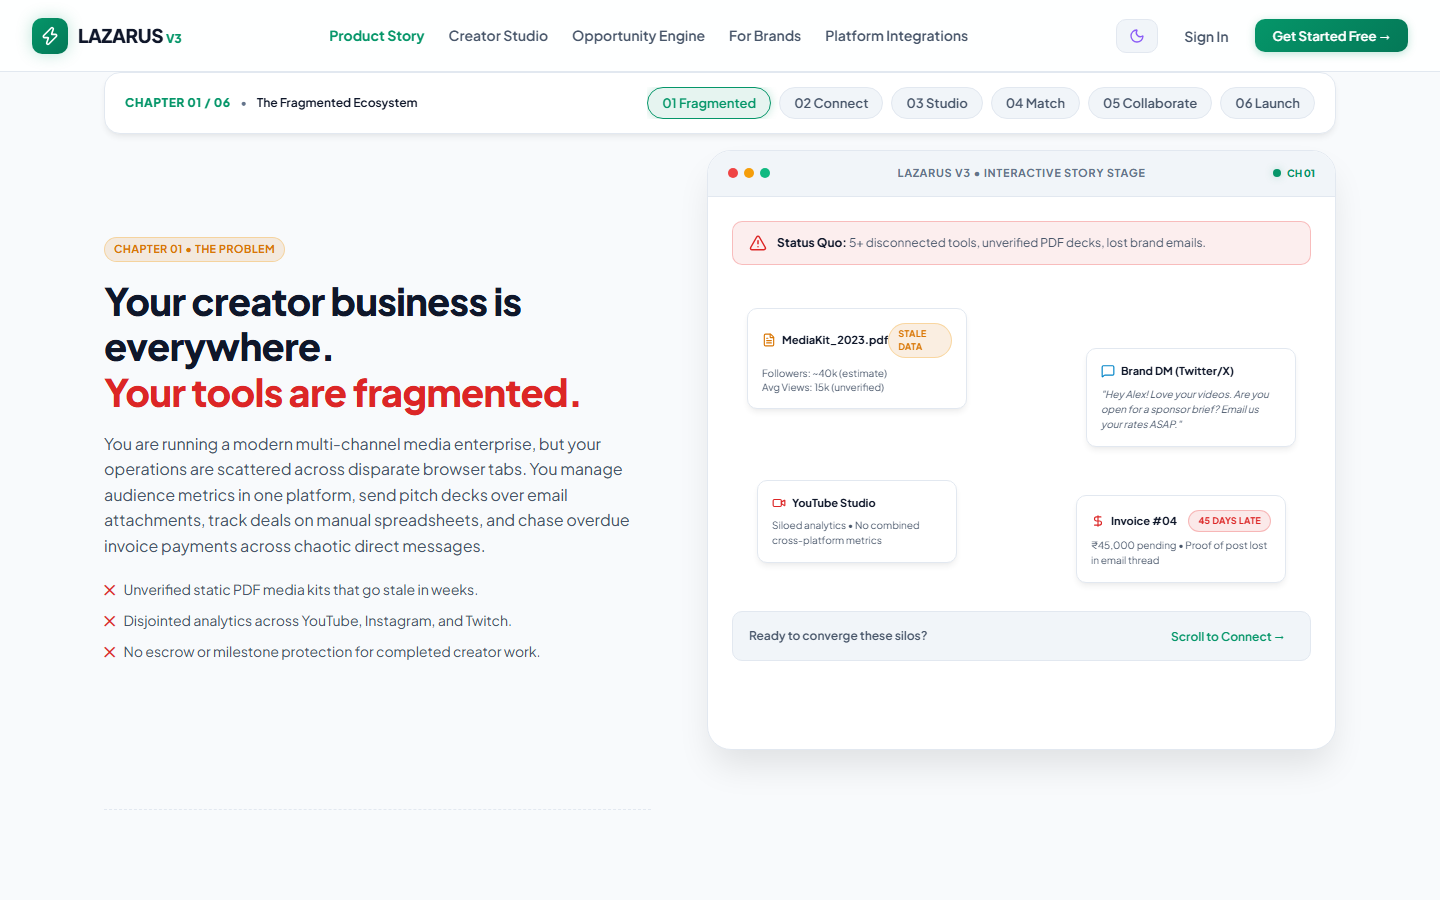 LAZARUS V3
Product Story
Creator Studio
Opportunity Engine
For Brands
Platform Integrations
Sign In
Get Started Free →
CHAPTER 01 / 06 • The Fragmented Ecosystem
01 Fragmented
02 Connect
03 Studio
04 Match
05 Collaborate
06 Launch
CHAPTER 01 • THE PROBLEM
Your creator business is
everywhere.
Your tools are fragmented.
You are running a modern multi-channel media enterprise, but your
operations are scattered across disparate browser tabs. You manage
audience metrics in one platform, send pitch decks over email
attachments, track deals on manual spreadsheets, and chase overdue
invoice payments across chaotic direct messages.
Unverified static PDF media kits that go stale in weeks.
Disjointed analytics across YouTube, Instagram, and Twitch.
No escrow or milestone protection for completed creator work.
LAZARUS V3 • INTERACTIVE STORY STAGE
CH 01
Status Quo: 5+ disconnected tools, unverified PDF decks, lost brand emails.
MediaKit_2023.pdf
STALE
DATA
Followers: ~40k (estimate)
Avg Views: 15k (unverified)
Brand DM (Twitter/X)
"Hey Alex! Love your videos. Are you
open for a sponsor brief? Email us
your rates ASAP."
YouTube Studio
Siloed analytics • No combined
cross-platform metrics
Invoice #04
45 DAYS LATE
₹45,000 pending • Proof of post lost
in email thread
Ready to converge these silos?
Scroll to Connect →